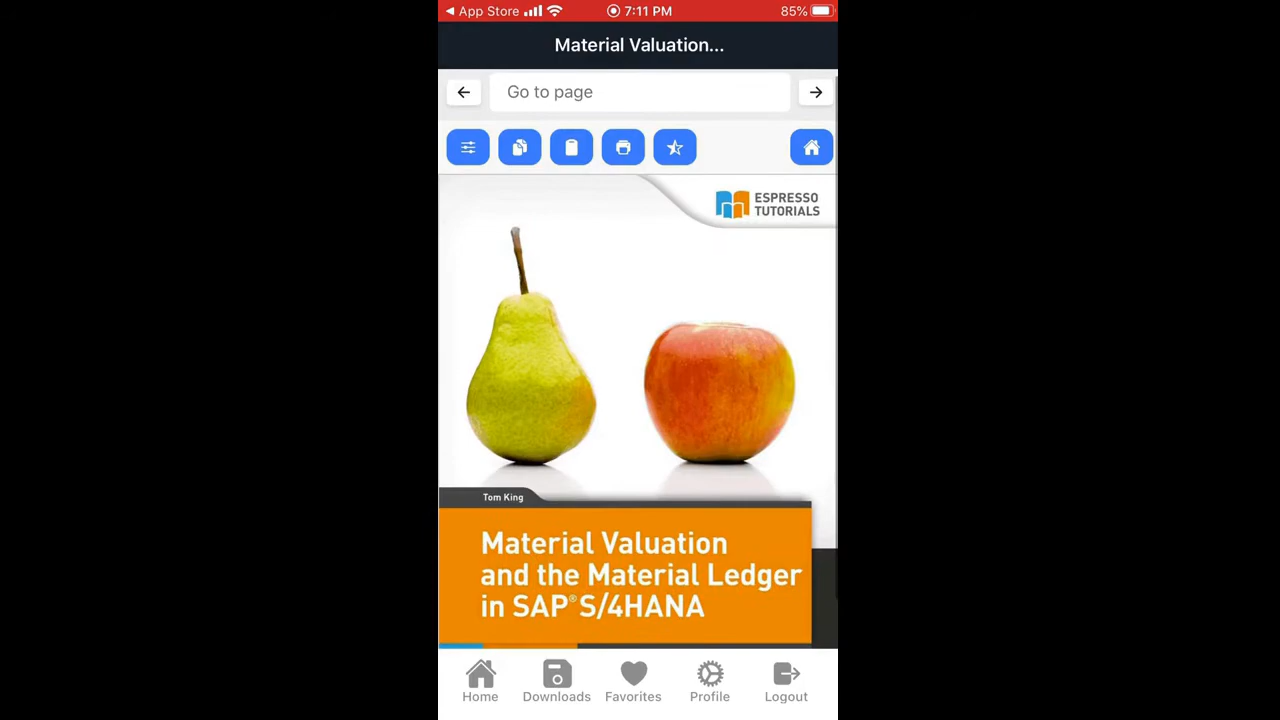 App Store 7:11 PM 85%
Material Valuation...
Go to page
ESPRESSO
TUTORIALS
Tom King
Material Valuation
and the Material Ledger
in SAP® S/4HANA
Home Downloads Favorites Profile Logout